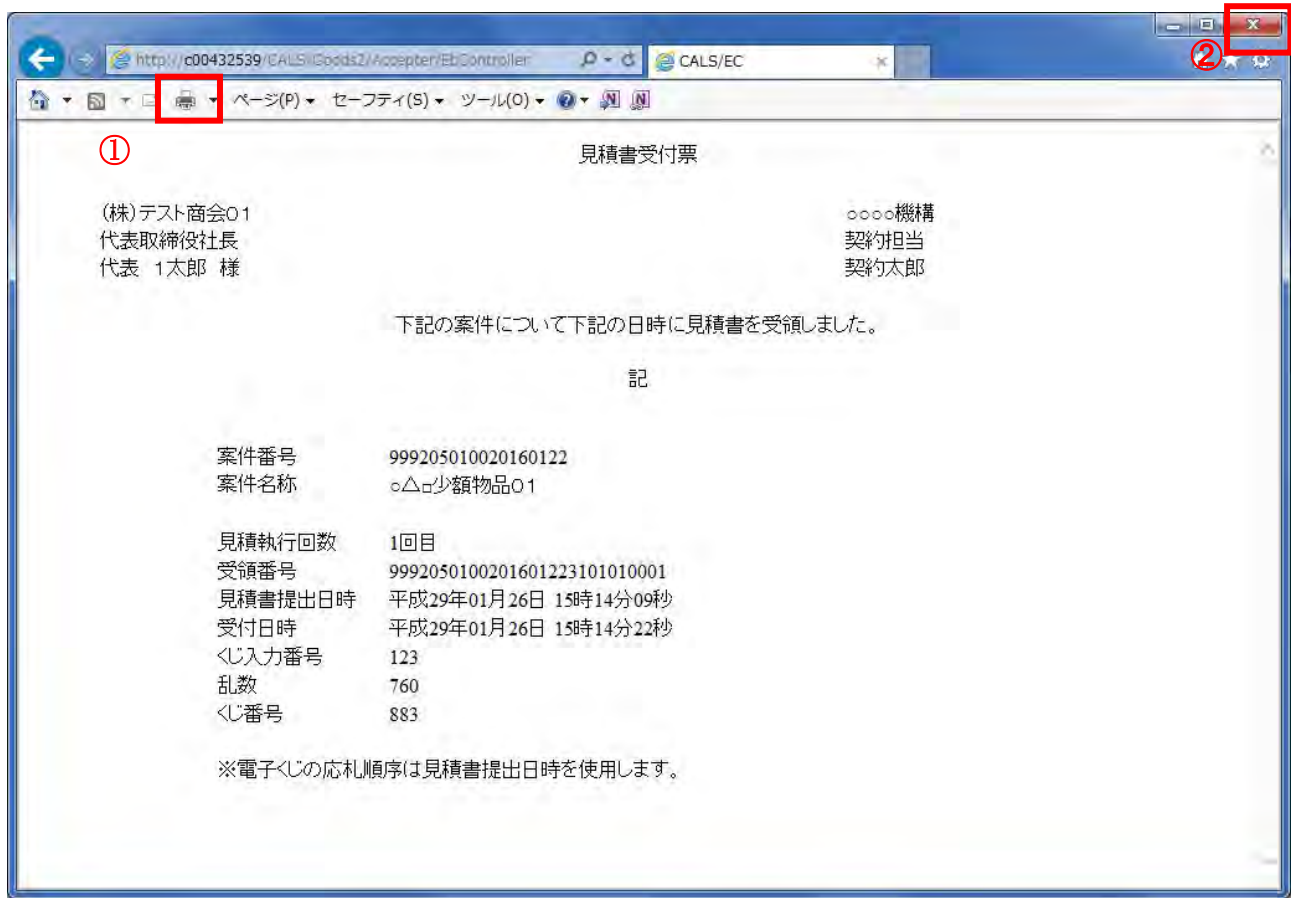 ②
http://c00432539/CALS/Goods2/Accepter/EbController
CALS/EC
ページ(P) セーフティ(S) ツール(O)
①
見積書受付票
(株)テスト商会01
代表取締役社長
代表 1太郎 様
○○○○機構
契約担当
契約太郎
下記の案件について下記の日時に見積書を受領しました。
記
案件番号 999205010020160122
案件名称 ○△□少額物品01
見積執行回数 1回目
受領番号 9992050100201601223101010001
見積書提出日時 平成29年01月26日 15時14分09秒
受付日時 平成29年01月26日 15時14分22秒
くじ入力番号 123
乱数 760
くじ番号 883
※電子くじの応札順序は見積書提出日時を使用します。